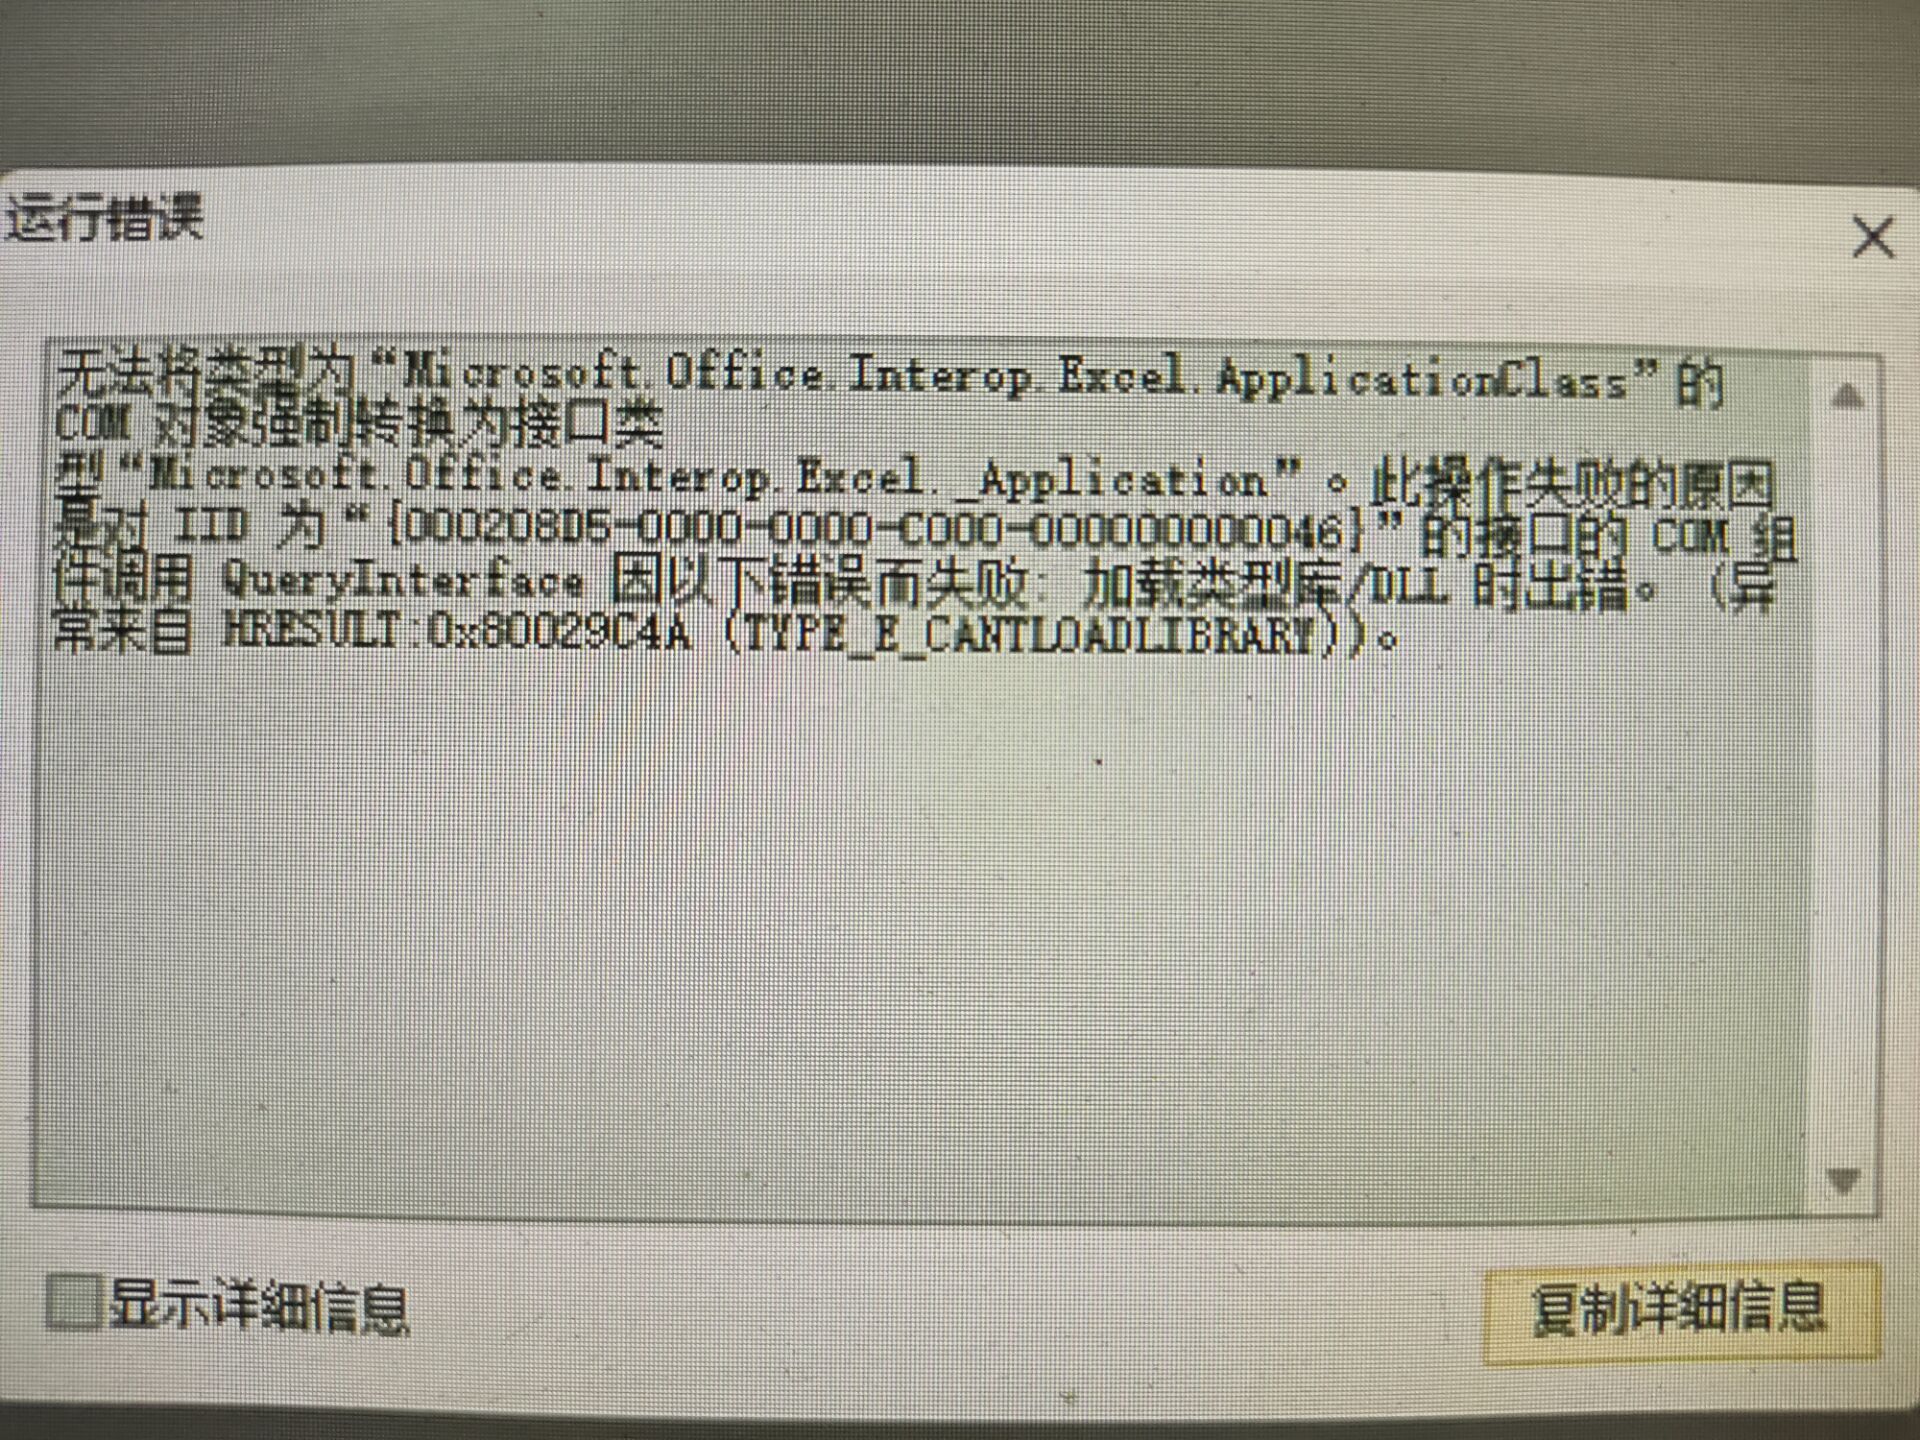 运行错误
无法将类型为“Microsoft.Office.Interop.Excel.ApplicationClass”的
COM 对象强制转换为接口类
型“Microsoft.Office.Interop.Excel._Application”。此操作失败的原因
是对 IID 为“{000208D5-0000-0000-C000-000000000046}”的接口的 COM 组
件调用 QueryInterface 因以下错误而失败: 加载类型库/DLL 时出错。 (异
常来自 HRESULT:0x80029C4A (TYPE_E_CANTLOADLIBRARY))。
显示详细信息
复制详细信息